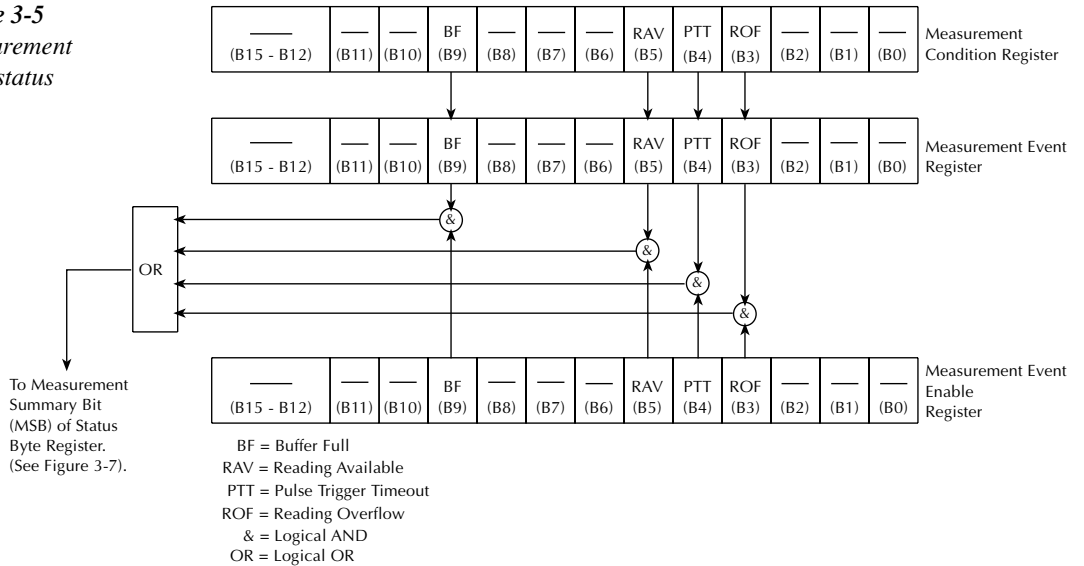 3-5
urement
status
BF RAV PTT ROF
(B15 - B12) (B11) (B10) (B9) (B8) (B7) (B6) (B5) (B4) (B3) (B2) (B1) (B0)
Measurement
Condition Register
BF RAV PTT ROF
(B15 - B12) (B11) (B10) (B9) (B8) (B7) (B6) (B5) (B4) (B3) (B2) (B1) (B0)
Measurement Event
Register
&
&
OR
&
&
BF RAV PTT ROF
(B15 - B12) (B11) (B10) (B9) (B8) (B7) (B6) (B5) (B4) (B3) (B2) (B1) (B0)
Measurement Event
Enable
Register
To Measurement
Summary Bit
(MSB) of Status
Byte Register.
(See Figure 3-7).
BF = Buffer Full
RAV = Reading Available
PTT = Pulse Trigger Timeout
ROF = Reading Overflow
& = Logical AND
OR = Logical OR